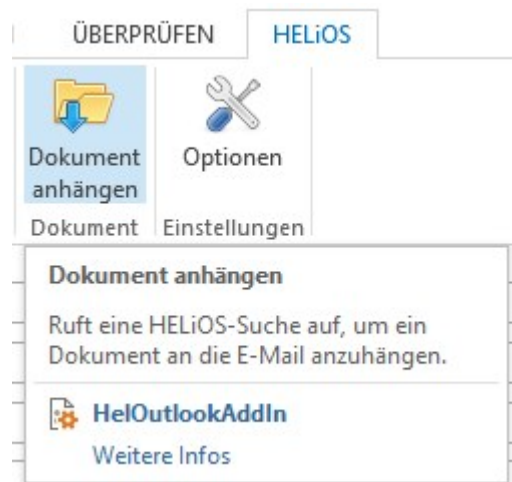 ÜBERPRÜFEN HELiOS
Dokument anhängen
Optionen
Dokument Einstellungen
Dokument anhängen
Ruft eine HELiOS-Suche auf, um ein
Dokument an die E-Mail anzuhängen.
HelOutlookAddIn
Weitere Infos